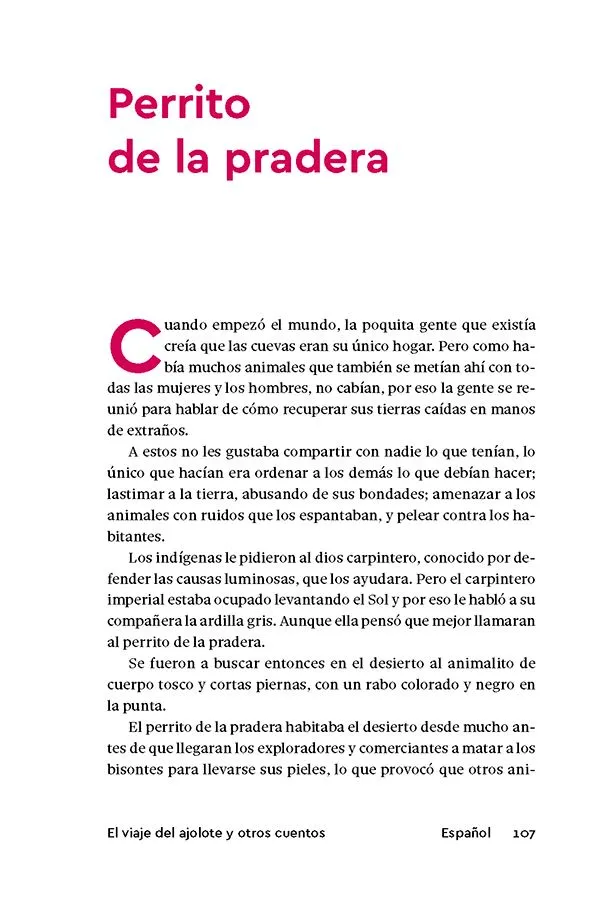 Perrito
de la pradera
Cuando empezó el mundo, la poquita gente que existía
creía que las cuevas eran su único hogar. Pero como ha-
bía muchos animales que también se metían ahí con to-
das las mujeres y los hombres, no cabían, por eso la gente se re-
unió para hablar de cómo recuperar sus tierras caídas en manos
de extraños.
A estos no les gustaba compartir con nadie lo que tenían, lo
único que hacían era ordenar a los demás lo que debían hacer;
lastimar a la tierra, abusando de sus bondades; amenazar a los
animales con ruidos que los espantaban, y pelear contra los ha-
bitantes.
Los indígenas le pidieron al dios carpintero, conocido por de-
fender las causas luminosas, que los ayudara. Pero el carpintero
imperial estaba ocupado levantando el Sol y por eso le habló a su
compañera la ardilla gris. Aunque ella pensó que mejor llamaran
al perrito de la pradera.
Se fueron a buscar entonces en el desierto al animalito de
cuerpo tosco y cortas piernas, con un rabo colorado y negro en
la punta.
El perrito de la pradera habitaba el desierto desde mucho an-
tes de que llegaran los exploradores y comerciantes a matar a los
bisontes para llevarse sus pieles, lo que provocó que otros ani-
El viaje del ajolote y otros cuentos Español 107